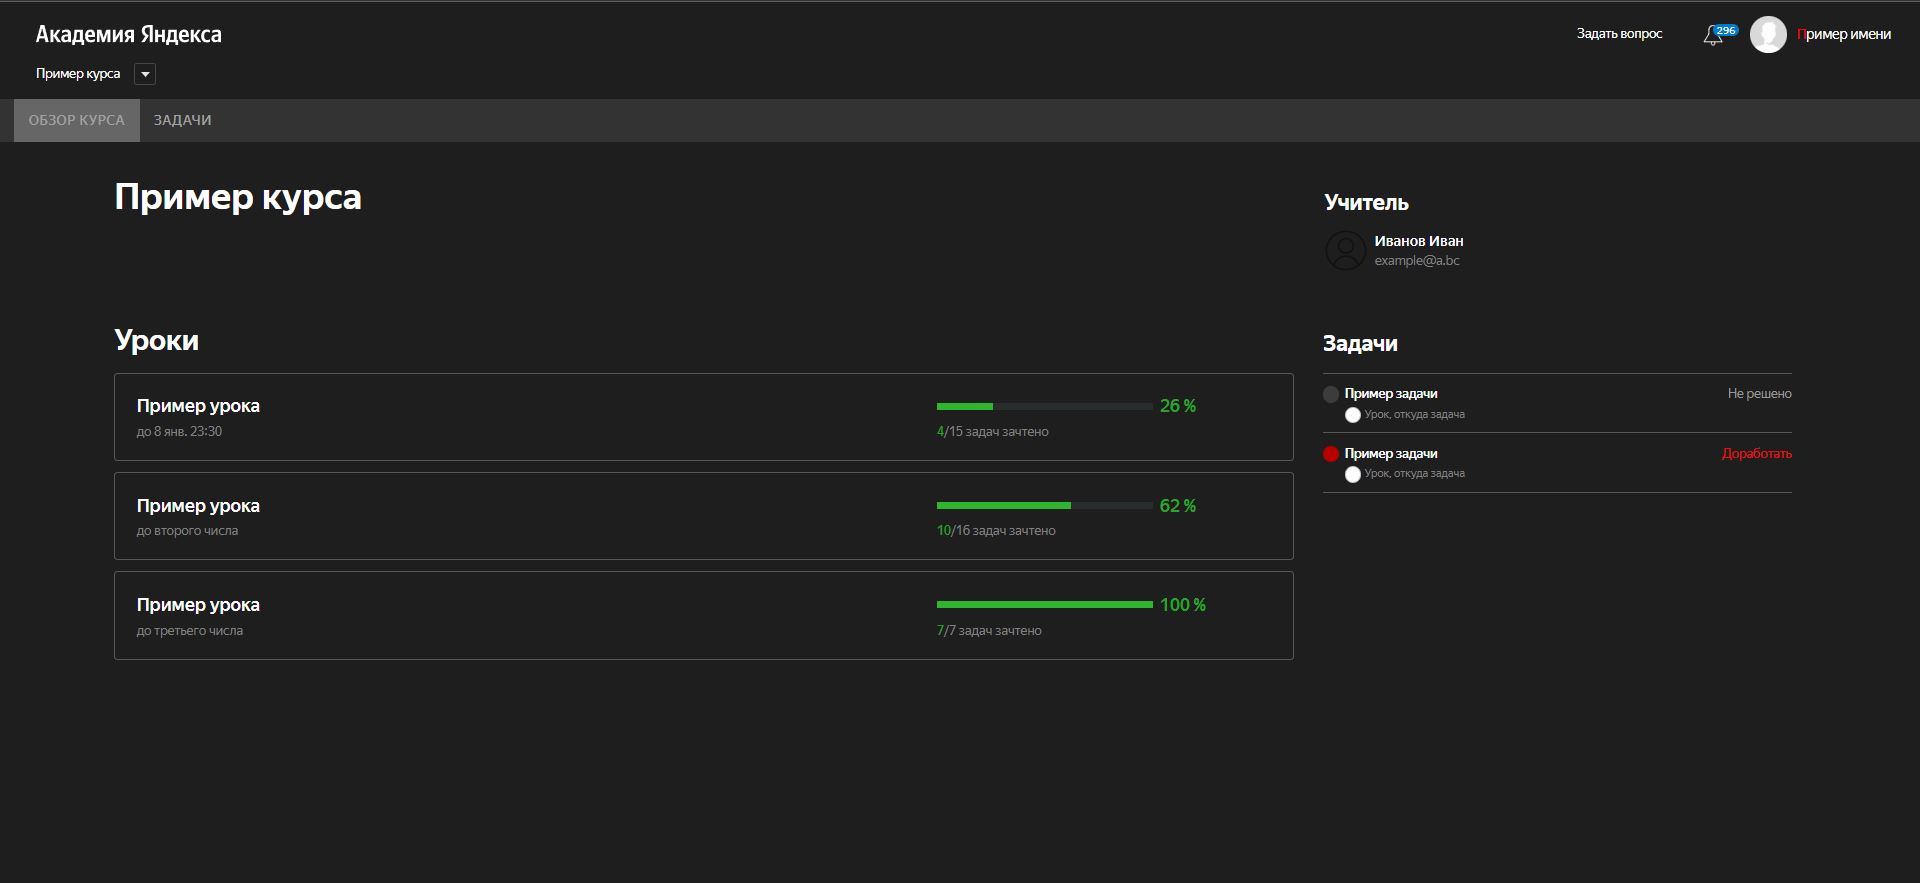 Академия Яндекса
Задать вопрос
296
Пример имени
Пример курса
ОБЗОР КУРСА
ЗАДАЧИ
Пример курса
Учитель
Иванов Иван
example@a.bc
Уроки
Пример урока
до 8 янв. 23:30
26 %
4/15 задач зачтено
Пример урока
до второго числа
62 %
10/16 задач зачтено
Пример урока
до третьего числа
100 %
7/7 задач зачтено
Задачи
Пример задачи
Не решено
Урок, откуда задача
Пример задачи
Доработать
Урок, откуда задача